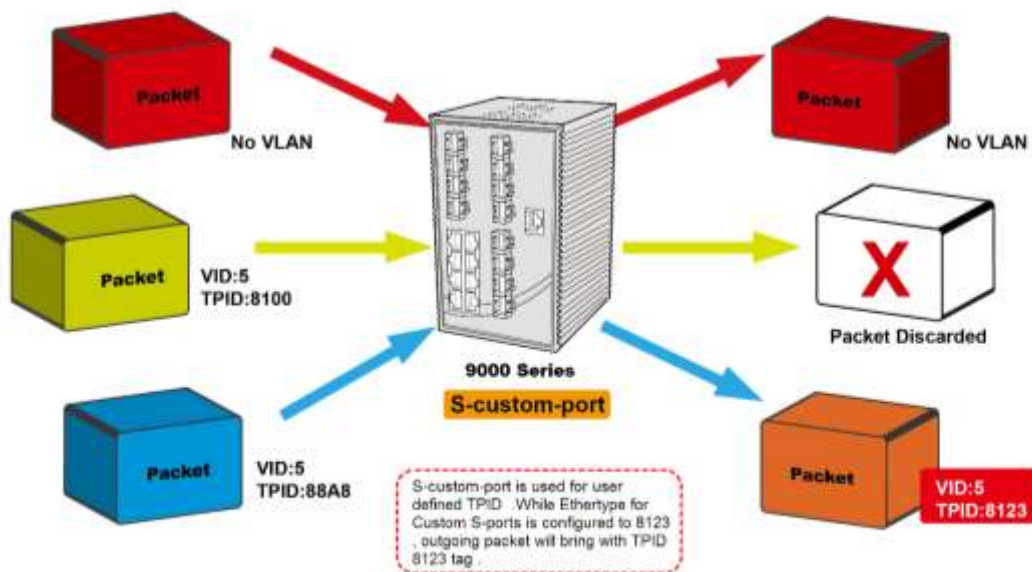 Packet
No VLAN
Packet
No VLAN
Packet
VID:5
TPID:8100
X
Packet Discarded
9000 Series
S-custom-port
Packet
VID:5
TPID:88A8
Packet
VID:5
TPID:8123
S-custom-port is used for user
defined TPID .While Ethertype for
Custom S-ports is configured to 8123
, outgoing packet will bring with TPID
8123 tag .